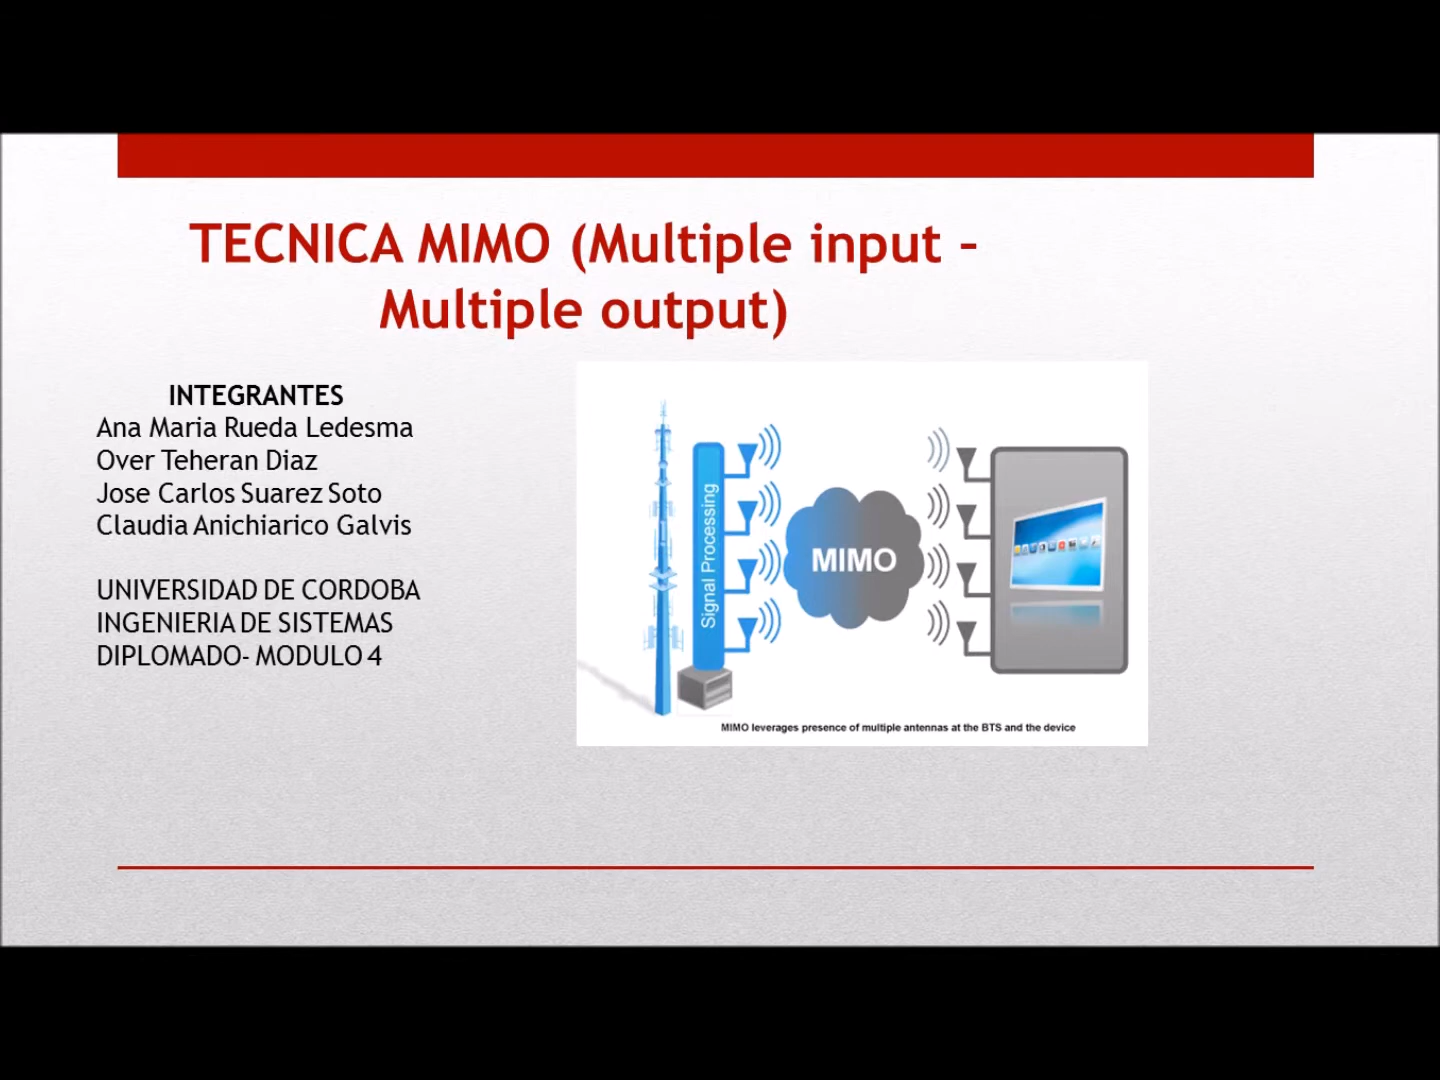 TECNICA MIMO (Multiple input –
Multiple output)
INTEGRANTES
Ana Maria Rueda Ledesma
Over Teheran Diaz
Jose Carlos Suarez Soto
Claudia Anichiarico Galvis
UNIVERSIDAD DE CORDOBA
INGENIERIA DE SISTEMAS
DIPLOMADO- MODULO 4
Signal Processing
MIMO
MIMO leverages presence of multiple antennas at the BTS and the device